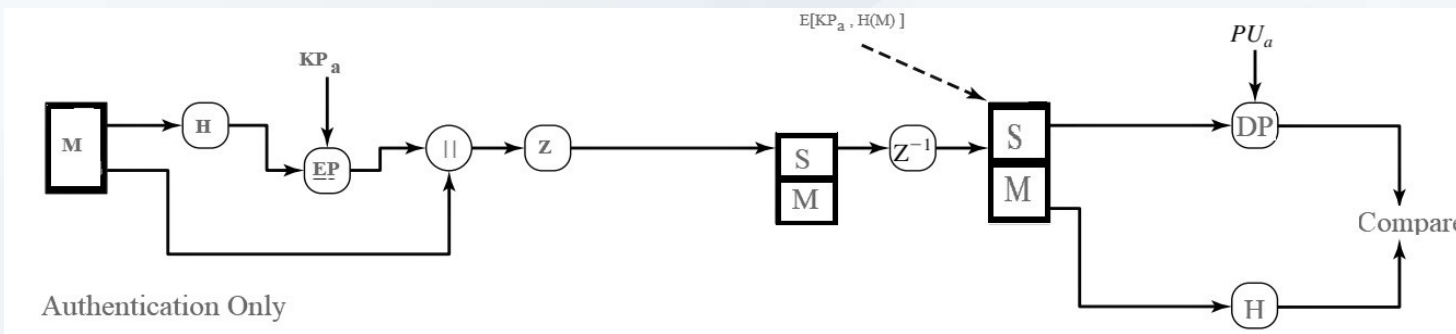 E[KPa , H(M) ]
PUa
KPa
M
H
EP
||
Z
S
M
Z−1
S
M
DP
Compare
H
Authentication Only